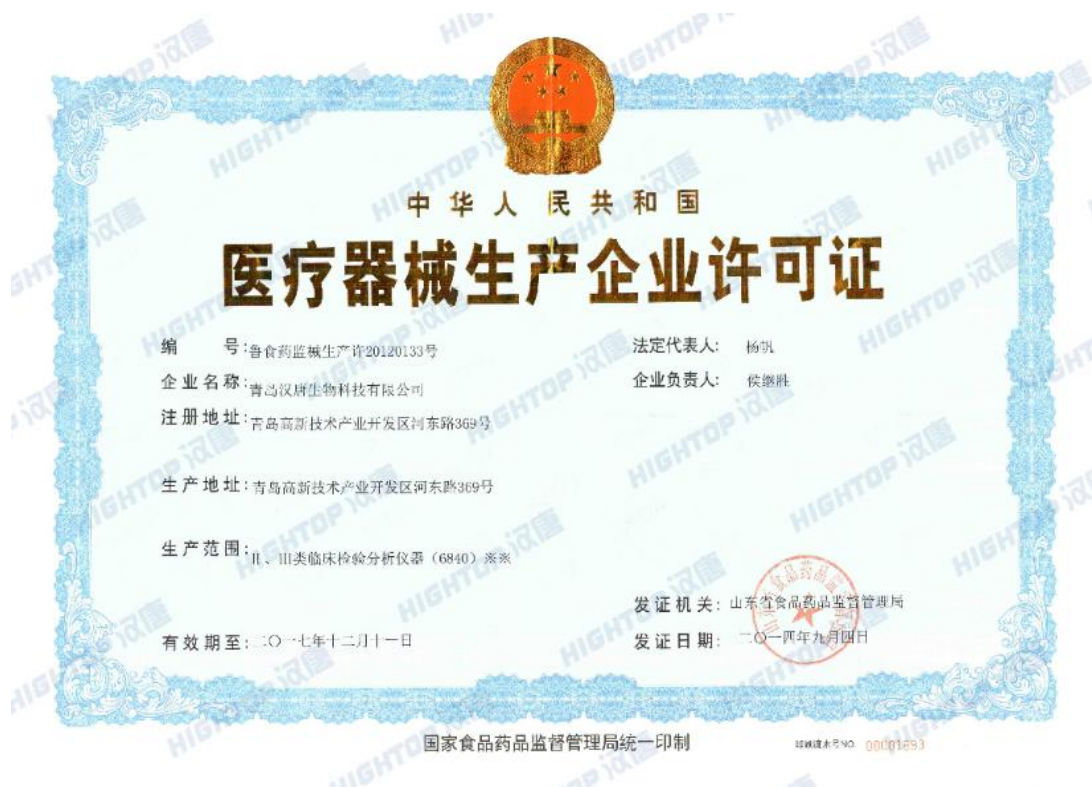 中华人民共和国
医疗器械生产企业许可证
编 号:鲁食药监械生产许20120133号
法定代表人: 杨帆
企业名称:青岛汉唐生物科技有限公司
企业负责人: 侯继胜
注册地址:青岛高新技术产业开发区河东路369号
生产地址:青岛高新技术产业开发区河东路369号
生产范围:II、III类临床检验分析仪器(6840)※※
发证机关:山东省食品药品监督管理局
有效期至:二〇一七年十二月十一日
发证日期:二〇一四年九月四日
国家食品药品监督管理局统一印制
印刷流水号NO. 00001693
HIGHTOP 汉唐